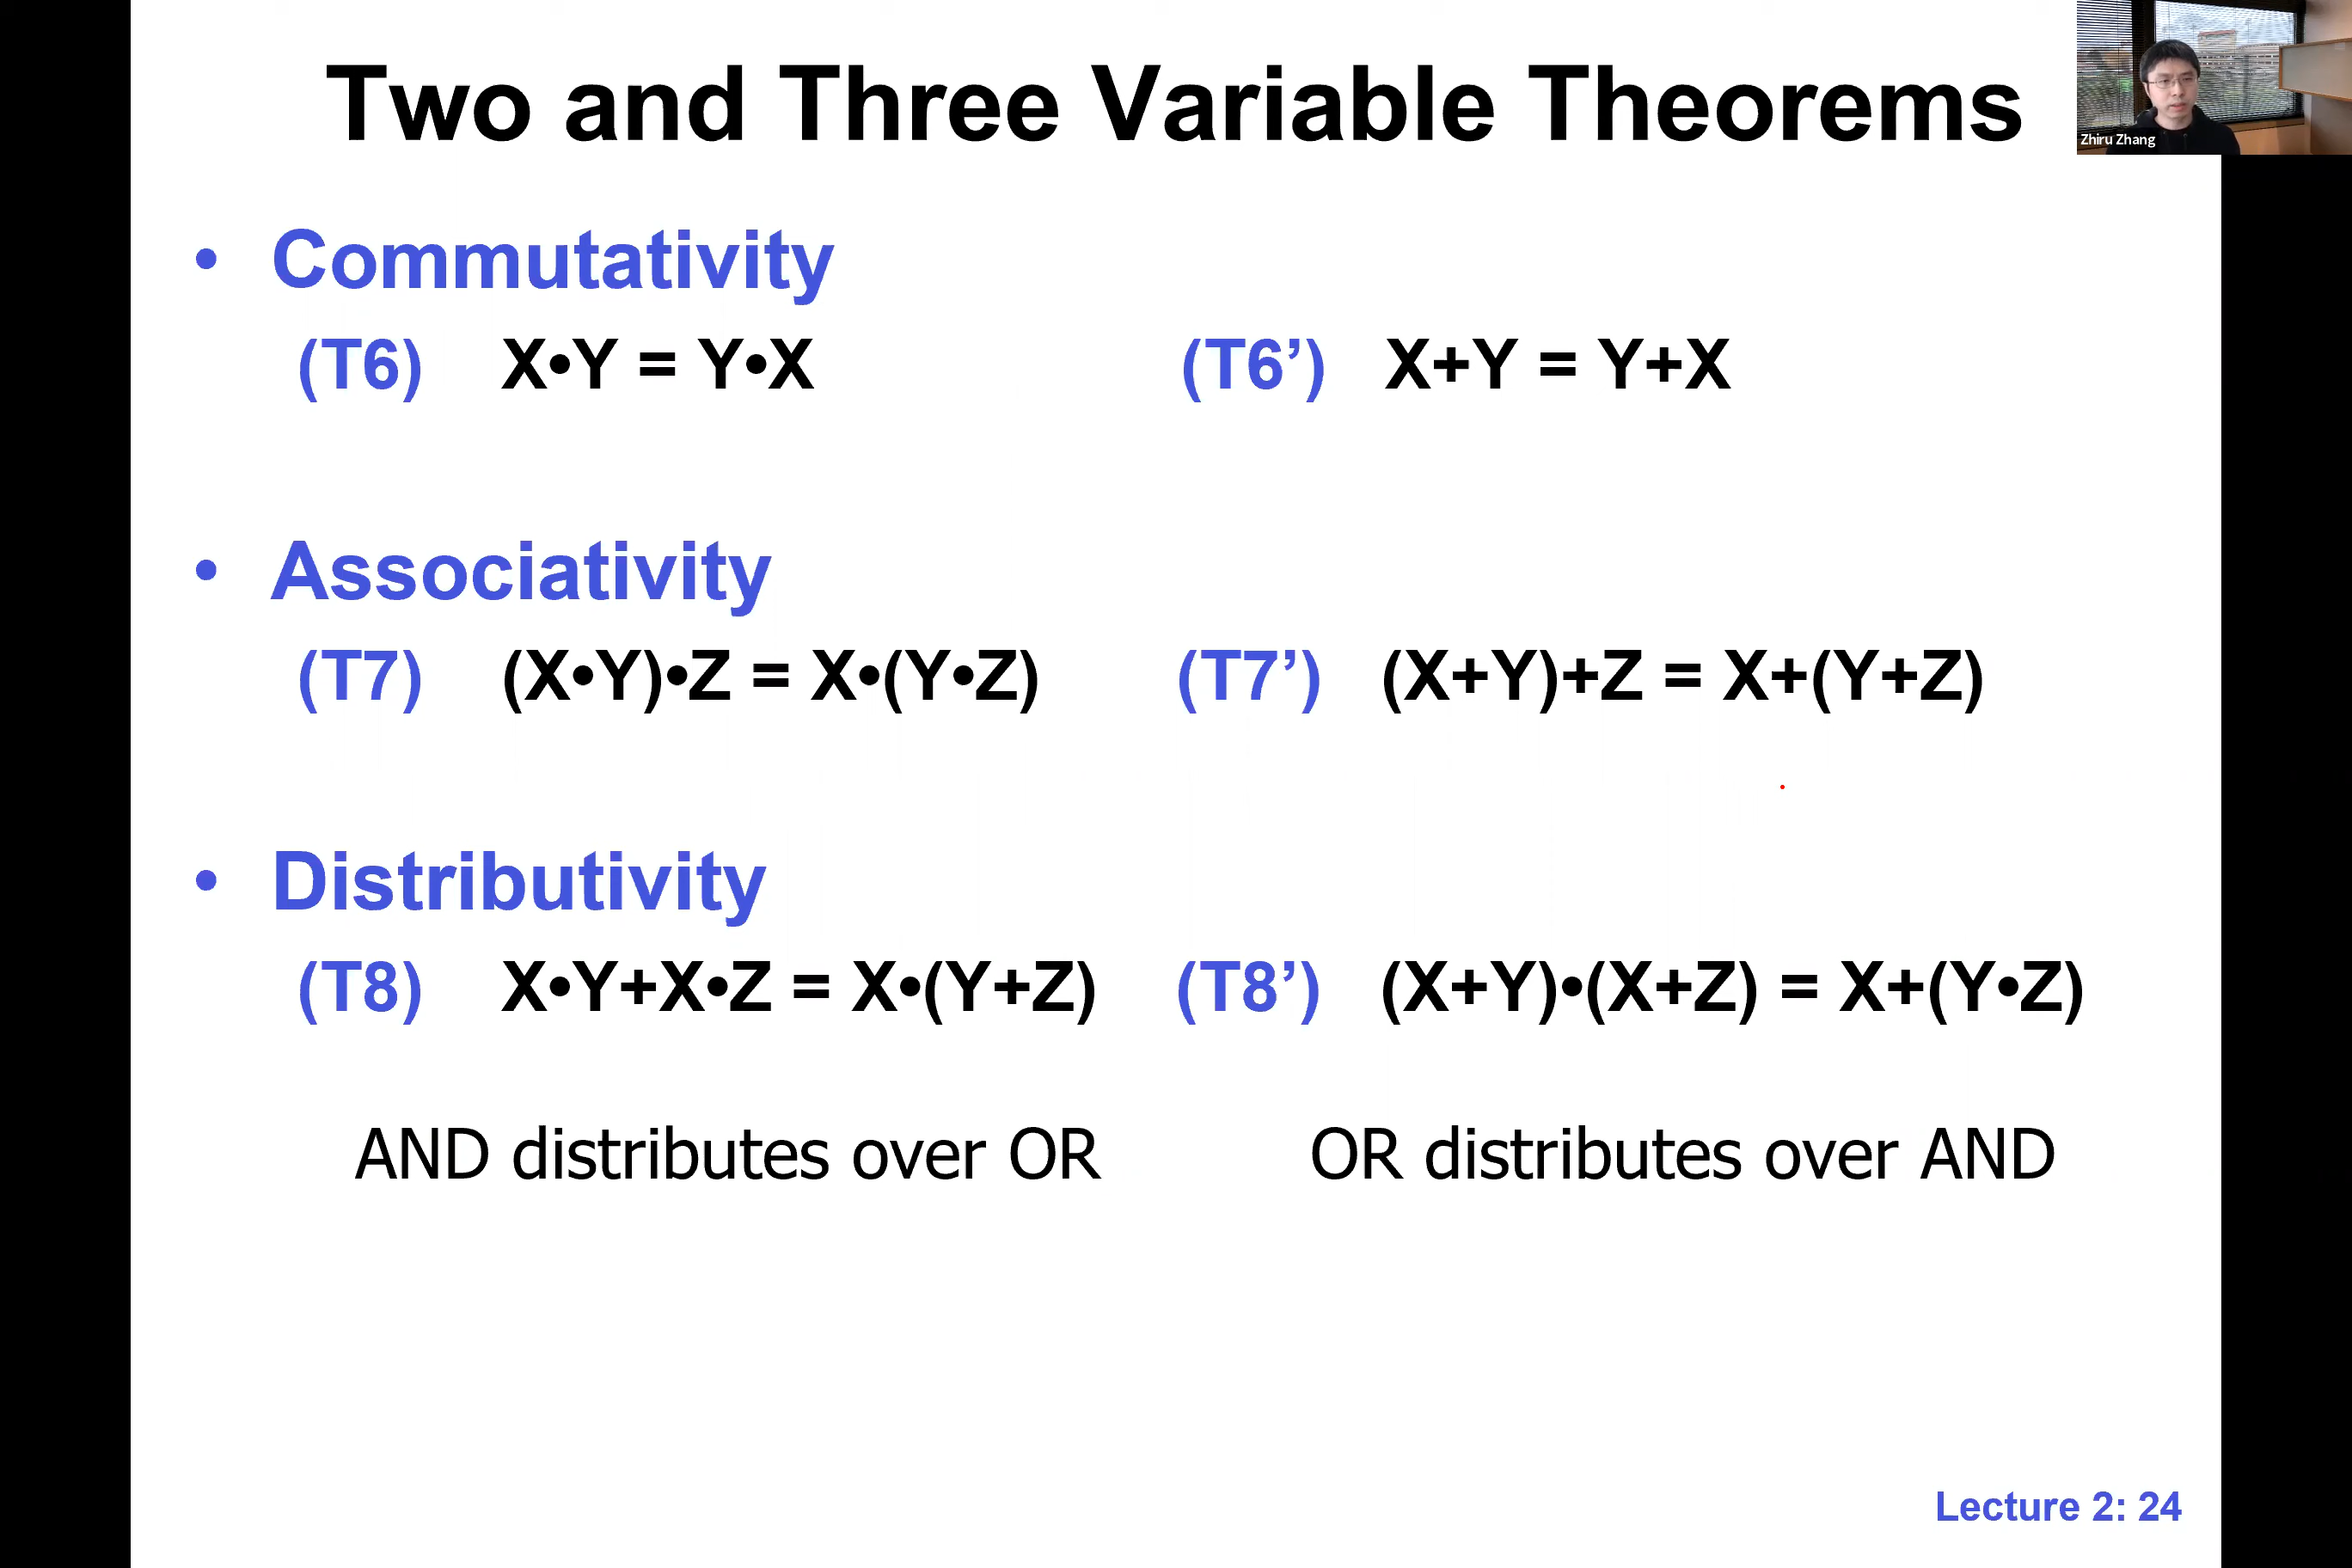 Two and Three Variable Theorems
Zhiru Zhang
• Commutativity
(T6) X•Y = Y•X (T6’) X+Y = Y+X
• Associativity
(T7) (X•Y)•Z = X•(Y•Z) (T7’) (X+Y)+Z = X+(Y+Z)
• Distributivity
(T8) X•Y+X•Z = X•(Y+Z) (T8’) (X+Y)•(X+Z) = X+(Y•Z)
AND distributes over OR OR distributes over AND
Lecture 2: 24